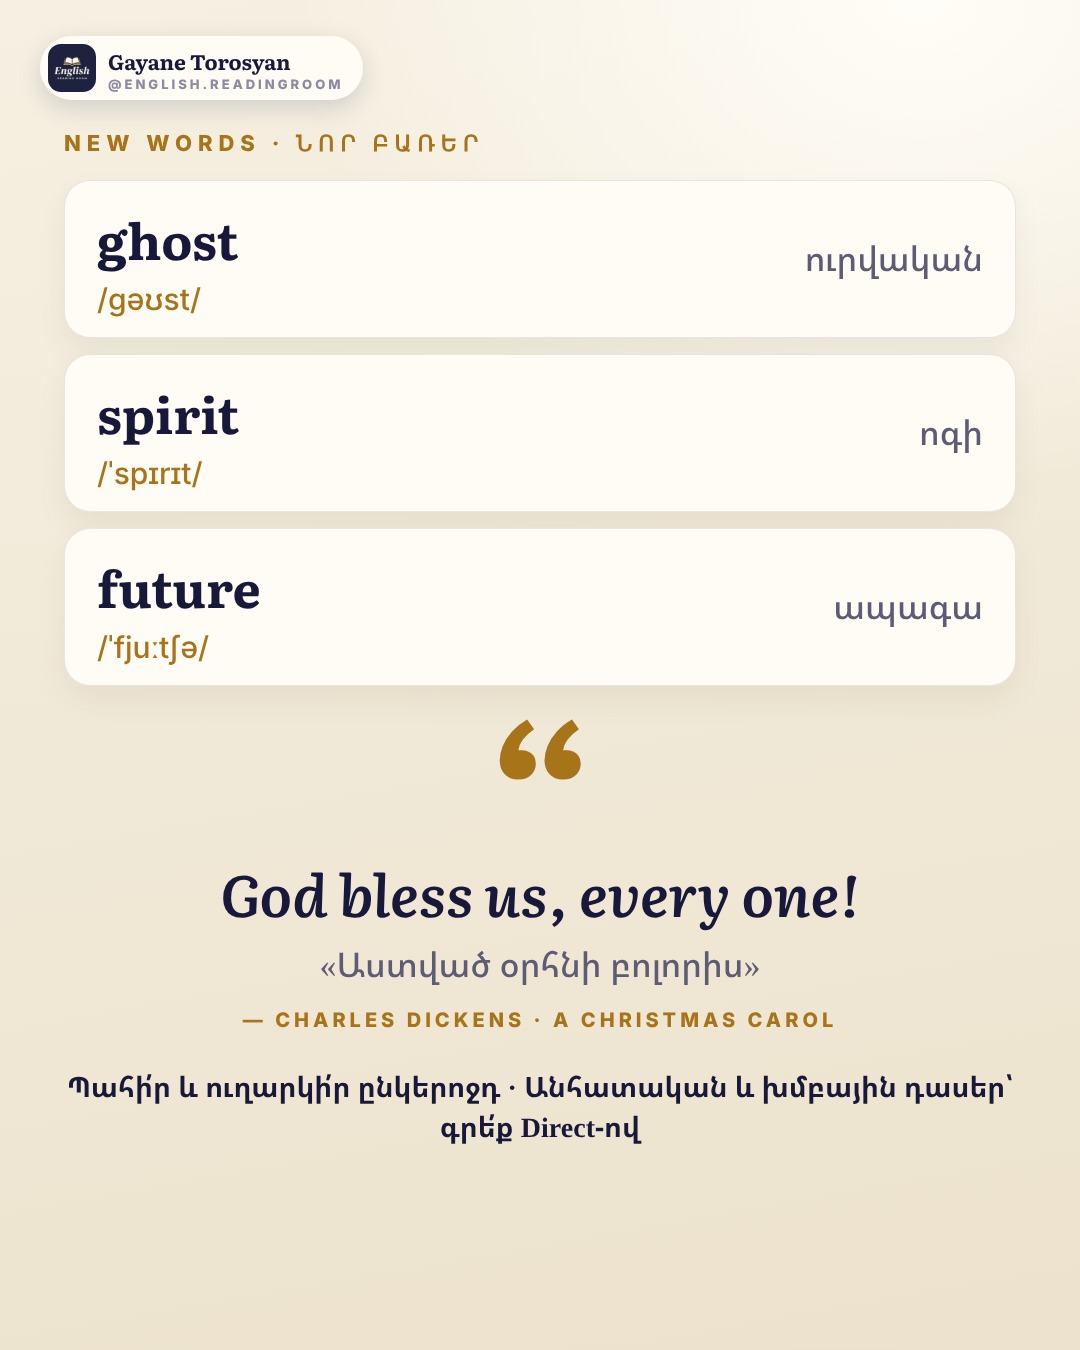 English
Gayane Torosyan
@ENGLISH.READINGROOM
NEW WORDS · ՆՈՐ ԲԱՌԵՐ
ghost
ուրվական
/ɡəʊst/
spirit
ոգի
/ˈspɪrɪt/
future
ապագա
/ˈfjuːtʃə/
“
God bless us, every one!
«Աստված օրհնի բոլորիս»
— CHARLES DICKENS · A CHRISTMAS CAROL
Պահի՛ր և ուղարկի՛ր ընկերոջդ · Անհատական և խմբային դասեր՝
գրե՛ք Direct-ով